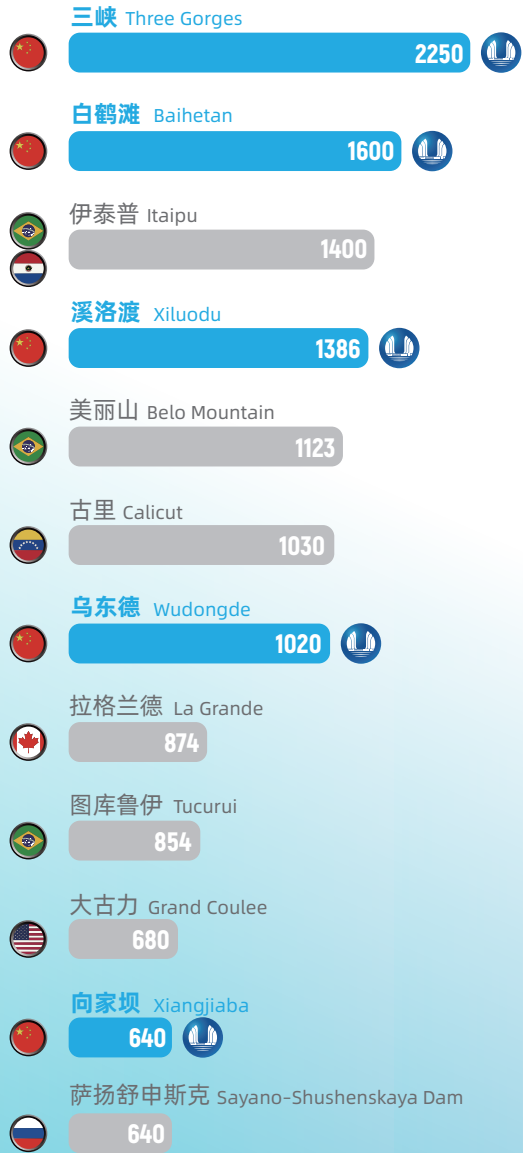 三峡 Three Gorges
2250
白鹤滩 Baihetan
1600
伊泰普 Itaipu
1400
溪洛渡 Xiluodu
1386
美丽山 Belo Mountain
1123
古里 Calicut
1030
乌东德 Wudongde
1020
拉格兰德 La Grande
874
图库鲁伊 Tucurui
854
大古力 Grand Coulee
680
向家坝 Xiangjiaba
640
萨扬舒申斯克 Sayano-Shushenskaya Dam
640